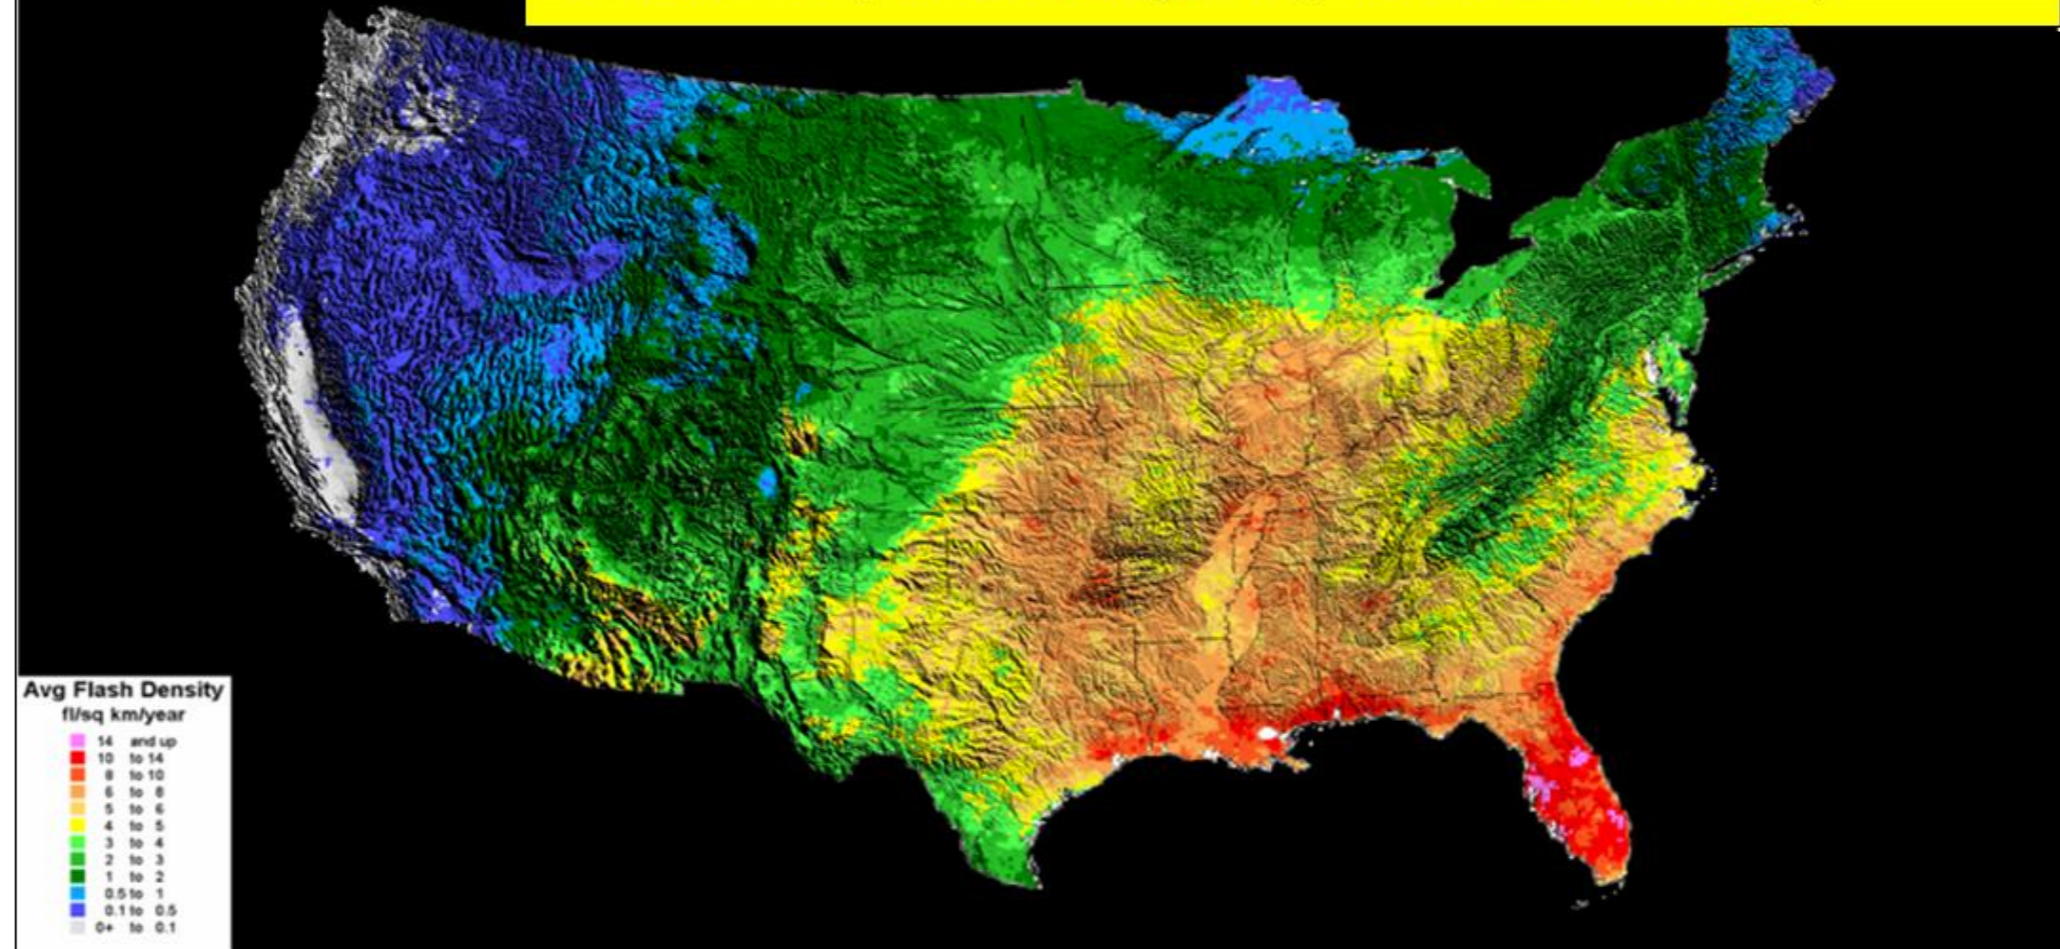 Avg Flash Density
fl/sq km/year
14 and up
10 to 14
8 to 10
6 to 8
5 to 6
4 to 5
3 to 4
2 to 3
1 to 2
0.5 to 1
0.1 to 0.5
0+ to 0.1